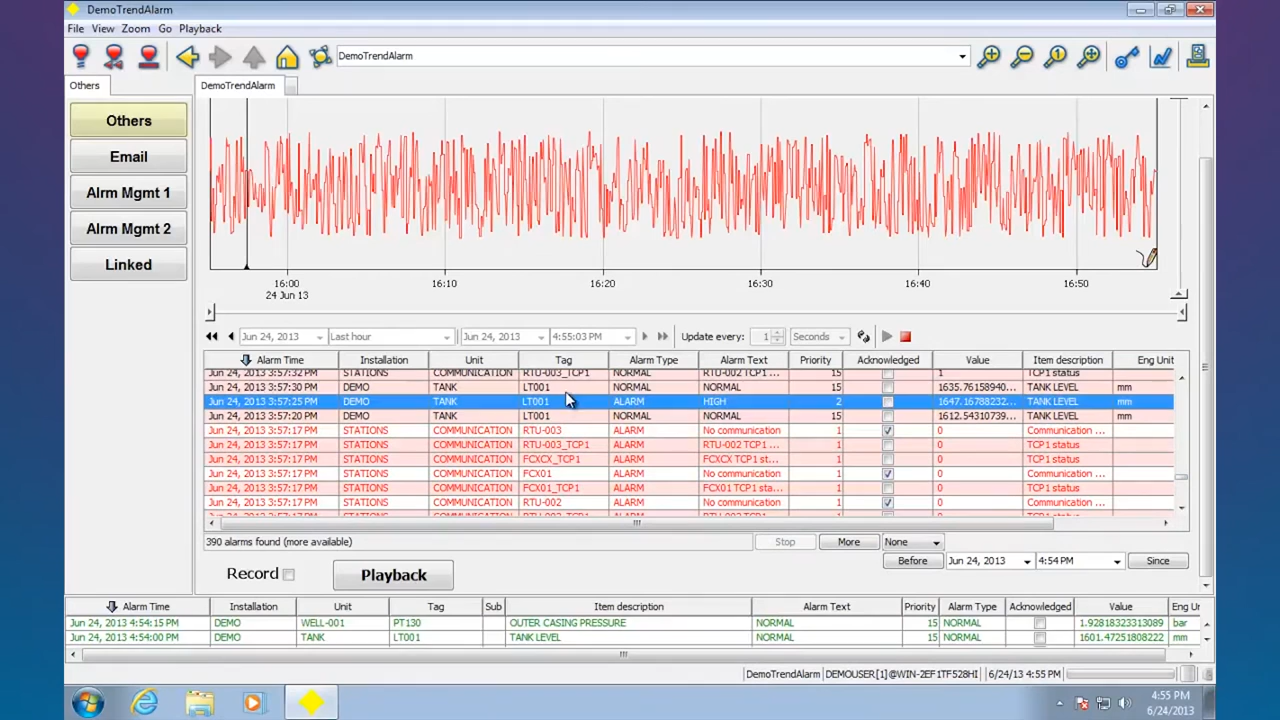 DemoTrendAlarm
File View Zoom Go Playback
DemoTrendAlarm
Others
DemoTrendAlarm
Others
Email
Alrm Mgmt 1
Alrm Mgmt 2
Linked
16:00 16:10 16:20 16:30 16:40 16:50
24 Jun 13
Jun 24, 2013 Last hour Jun 24, 2013 4:55:03 PM Update every: 1 Seconds
Alarm Time Installation Unit Tag Alarm Type Alarm Text Priority Acknowledged Value Item description Eng Unit
Jun 24, 2013 3:57:32 PM STATIONS COMMUNICATION RTU-003_TCP1 NORMAL RTU-002 TCP1 ... 15 1 TCP1 status
Jun 24, 2013 3:57:30 PM DEMO TANK LT001 NORMAL NORMAL 15 1635.76158940... TANK LEVEL mm
Jun 24, 2013 3:57:25 PM DEMO TANK LT001 ALARM HIGH 2 1647.16788232... TANK LEVEL mm
Jun 24, 2013 3:57:20 PM DEMO TANK LT001 NORMAL NORMAL 15 1612.54310739... TANK LEVEL mm
Jun 24, 2013 3:57:17 PM STATIONS COMMUNICATION RTU-003 ALARM No communication 1 0 Communication ...
Jun 24, 2013 3:57:17 PM STATIONS COMMUNICATION RTU-003_TCP1 ALARM RTU-002 TCP1 ... 1 0 TCP1 status
Jun 24, 2013 3:57:17 PM STATIONS COMMUNICATION FCXCX_TCP1 ALARM FCXCX TCP1 st... 1 0 TCP1 status
Jun 24, 2013 3:57:17 PM STATIONS COMMUNICATION FCX01 ALARM No communication 1 0 Communication ...
Jun 24, 2013 3:57:17 PM STATIONS COMMUNICATION FCX01_TCP1 ALARM FCX01 TCP1 sta... 1 0 TCP1 status
Jun 24, 2013 3:57:17 PM STATIONS COMMUNICATION RTU-002 ALARM No communication 1 0 Communication ...
390 alarms found (more available) Stop More None
Before Jun 24, 2013 4:54 PM Since
Record Playback
Alarm Time Installation Unit Tag Sub Item description Alarm Text Priority Alarm Type Acknowledged Value Eng Un
Jun 24, 2013 4:54:15 PM DEMO WELL-001 PT130 OUTER CASING PRESSURE NORMAL 15 NORMAL 1.92818323313089 bar
Jun 24, 2013 4:54:00 PM DEMO TANK LT001 TANK LEVEL NORMAL 15 NORMAL 1601.47251808222 mm
DemoTrendAlarm DEMOUSER[1]@WIN-2EF1TF528HI 6/24/13 4:55 PM
4:55 PM
6/24/2013